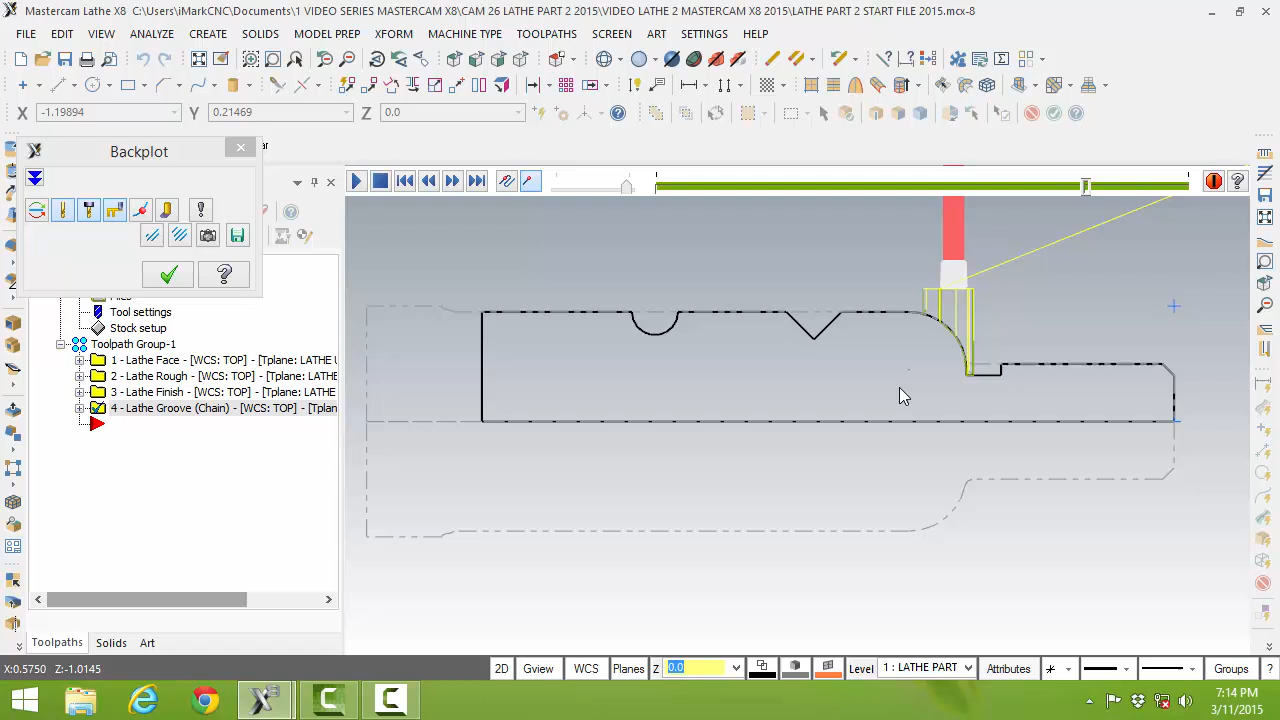 Mastercam Lathe X8 - C:\Users\iMarkCNC\Documents\1 VIDEO SERIES MASTERCAM X8\CAM 26 LATHE PART 2 2015\VIDEO LATHE 2 MASTERCAM X8 2015\LATHE PART 2 START FILE 2015.mcx-8
FILE EDIT VIEW ANALYZE CREATE SOLIDS MODEL PREP XFORM MACHINE TYPE TOOLPATHS SCREEN ART SETTINGS HELP
X -1.19894 Y 0.21469 Z 0.0
Backplot
Tool settings
Stock setup
Toolpath Group-1
1 - Lathe Face - [WCS: TOP] - [Tplane: LATHE U
2 - Lathe Rough - [WCS: TOP] - [Tplane: LATHE
3 - Lathe Finish - [WCS: TOP] - [Tplane: LATHE
4 - Lathe Groove (Chain) - [WCS: TOP] - [Tplan
Toolpaths Solids Art
X:0.5750 Z:-1.0145 2D Gview WCS Planes Z 0.0 Level 1 : LATHE PART Attributes Groups ?
7:14 PM
3/11/2015